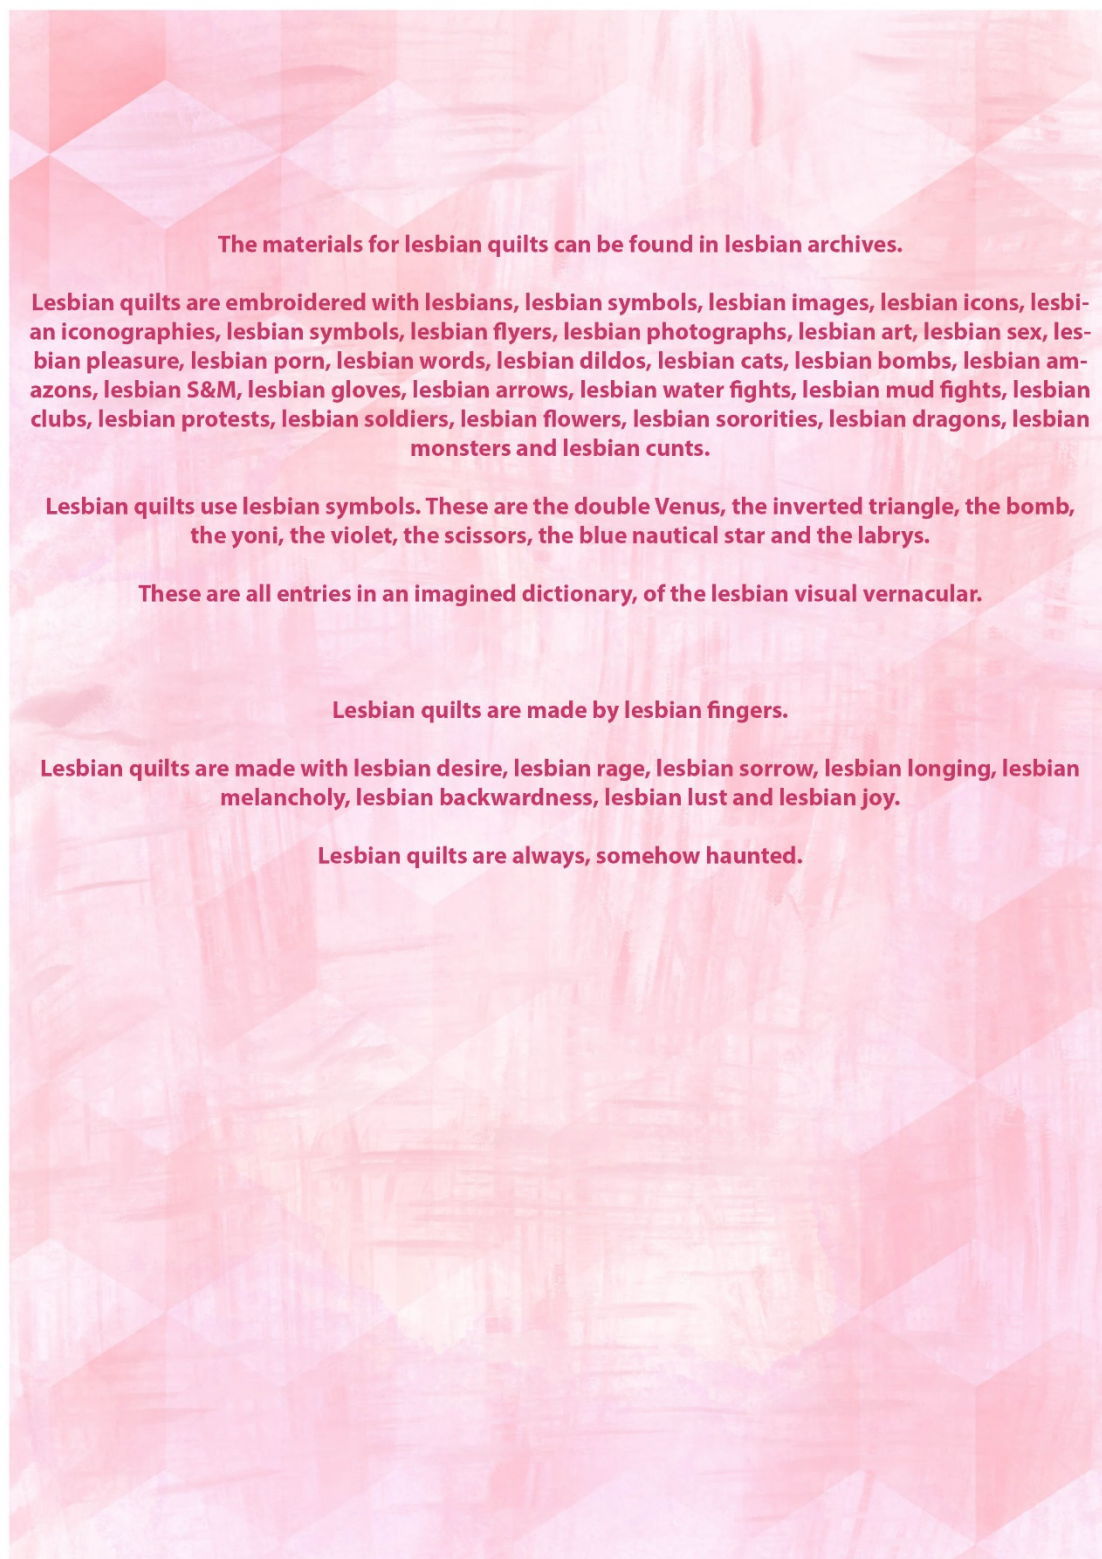 The materials for lesbian quilts can be found in lesbian archives.
Lesbian quilts are embroidered with lesbians, lesbian symbols, lesbian images, lesbian icons, lesbi-
an iconographies, lesbian symbols, lesbian flyers, lesbian photographs, lesbian art, lesbian sex, les-
bian pleasure, lesbian porn, lesbian words, lesbian dildos, lesbian cats, lesbian bombs, lesbian am-
azons, lesbian S&M, lesbian gloves, lesbian arrows, lesbian water fights, lesbian mud fights, lesbian
clubs, lesbian protests, lesbian soldiers, lesbian flowers, lesbian sororities, lesbian dragons, lesbian
monsters and lesbian cunts.
Lesbian quilts use lesbian symbols. These are the double Venus, the inverted triangle, the bomb,
the yoni, the violet, the scissors, the blue nautical star and the labrys.
These are all entries in an imagined dictionary, of the lesbian visual vernacular.
Lesbian quilts are made by lesbian fingers.
Lesbian quilts are made with lesbian desire, lesbian rage, lesbian sorrow, lesbian longing, lesbian
melancholy, lesbian backwardness, lesbian lust and lesbian joy.
Lesbian quilts are always, somehow haunted.